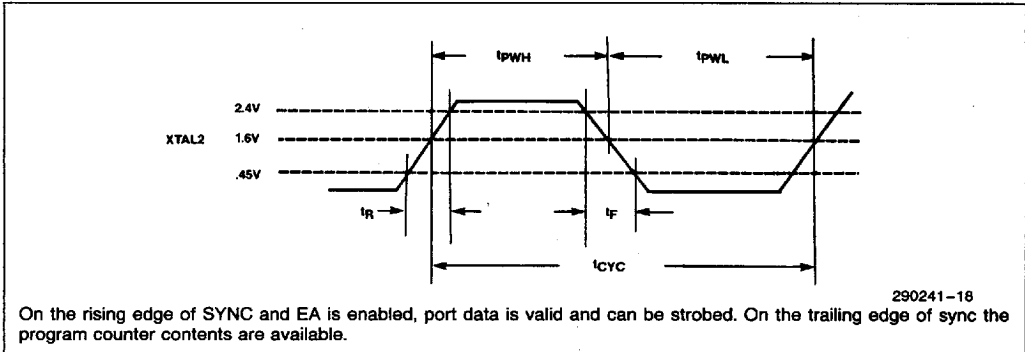 tPWH
tPWL
2.4V
XTAL2 1.6V
.45V
tR
tF
tCYC
290241–18
On the rising edge of SYNC and EA is enabled, port data is valid and can be strobed. On the trailing edge of sync the
program counter contents are available.